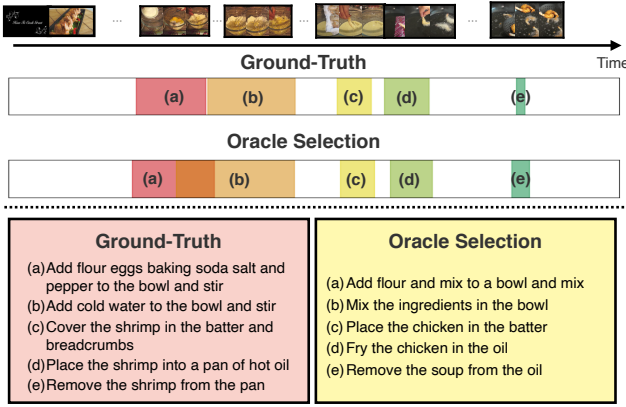 ... ... ... ...
Ground-Truth
Time
(a) (b) (c) (d) (e)
Oracle Selection
(a) (b) (c) (d) (e)
Ground-Truth
(a) Add flour eggs baking soda salt and
pepper to the bowl and stir
(b) Add cold water to the bowl and stir
(c) Cover the shrimp in the batter and
breadcrumbs
(d) Place the shrimp into a pan of hot oil
(e) Remove the shrimp from the pan
Oracle Selection
(a) Add flour and mix to a bowl and mix
(b) Mix the ingredients in the bowl
(c) Place the chicken in the batter
(d) Fry the chicken in the oil
(e) Remove the soup from the oil